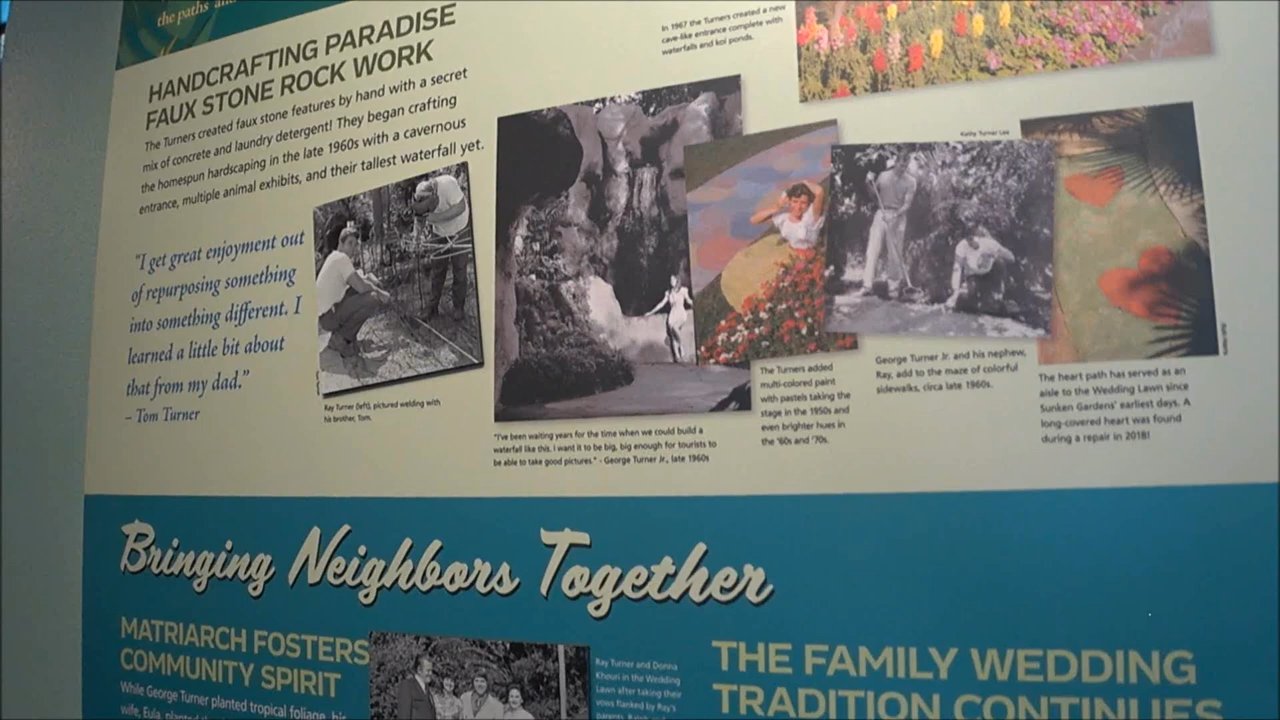 the paths an
HANDCRAFTING PARADISE
FAUX STONE ROCK WORK
The Turners created faux stone features by hand with a secret
mix of concrete and laundry detergent! They began crafting
the homespun hardscaping in the late 1960s with a cavernous
entrance, multiple animal exhibits, and their tallest waterfall yet.
"I get great enjoyment out
of repurposing something
into something different. I
learned a little bit about
that from my dad."
– Tom Turner
Ray Turner (left), pictured welding with
his brother, Tom.
In 1967 the Turners created a new
cave-like entrance complete with
waterfalls and koi ponds.
"I've been waiting years for the time when we could build a
waterfall like this. I want it to be big, big enough for tourists to
be able to take good pictures." - George Turner Jr., late 1960s
The Turners added
multi-colored paint
with pastels taking the
stage in the 1950s and
even brighter hues in
the '60s and '70s.
Kathy Turner Lee
George Turner Jr. and his nephew,
Ray, add to the maze of colorful
sidewalks, circa late 1960s.
The heart path has served as an
aisle to the Wedding Lawn since
Sunken Gardens' earliest days. A
long-covered heart was found
during a repair in 2018!
Bringing Neighbors Together
MATRIARCH FOSTERS
COMMUNITY SPIRIT
While George Turner planted tropical foliage, his
wife, Eula, planted
Ray Turner and Donna
Khouri in the Wedding
Lawn after taking their
vows flanked by Ray's
parents, Ralph
THE FAMILY WEDDING
TRADITION CONTINUES